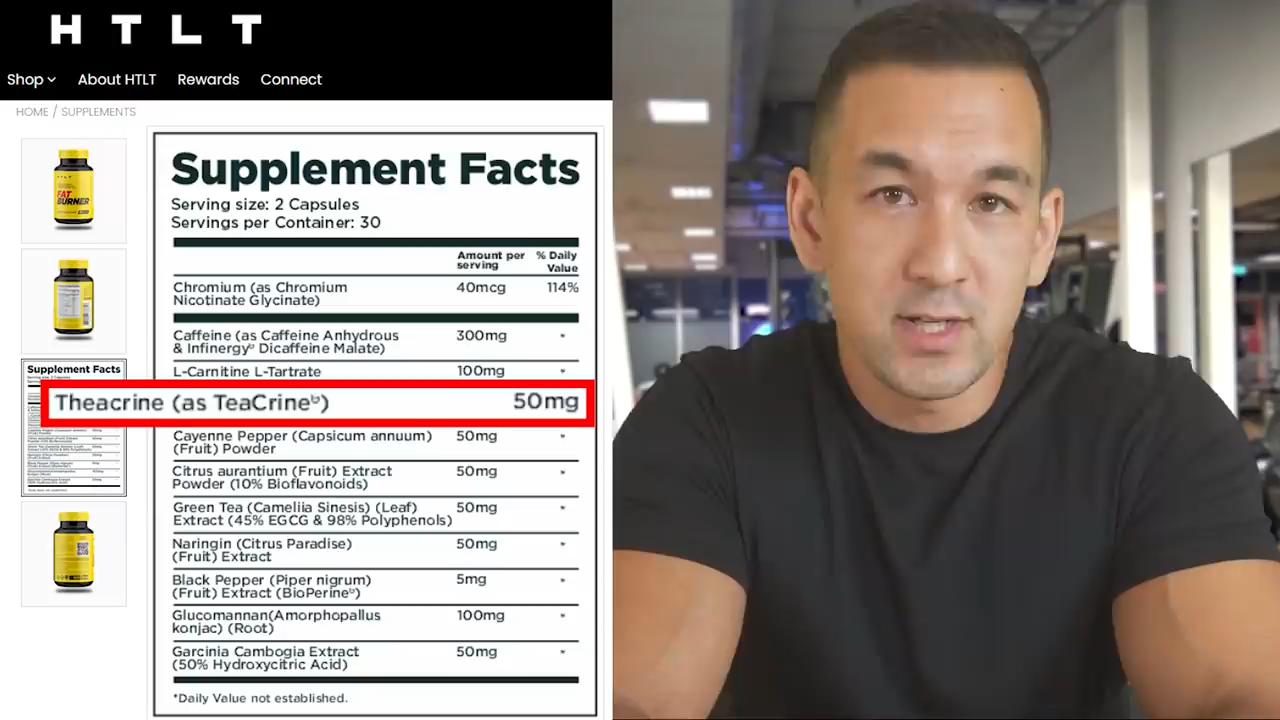 HTLT
Shop About HTLT Rewards Connect
HOME / SUPPLEMENTS
HTLT
FAT
BURNER
Supplement Facts
Supplement Facts
Serving size: 2 Capsules
Servings per Container: 30
Amount per % Daily
serving Value
Chromium (as Chromium 40mcg 114%
Nicotinate Glycinate)
Caffeine (as Caffeine Anhydrous 300mg *
& Infinergy® Dicaffeine Malate)
L-Carnitine L-Tartrate 100mg *
Theacrine (as TeaCrine®) 50mg
Cayenne Pepper (Capsicum annuum) 50mg *
(Fruit) Powder
Citrus aurantium (Fruit) Extract 50mg *
Powder (10% Bioflavonoids)
Green Tea (Cameliia Sinesis) (Leaf) 50mg *
Extract (45% EGCG & 98% Polyphenols)
Naringin (Citrus Paradise) 50mg *
(Fruit) Extract
Black Pepper (Piper nigrum) 5mg *
(Fruit) Extract (BioPerine®)
Glucomannan(Amorphopallus 100mg *
konjac) (Root)
Garcinia Cambogia Extract 50mg *
(50% Hydroxycitric Acid)
*Daily Value not established.